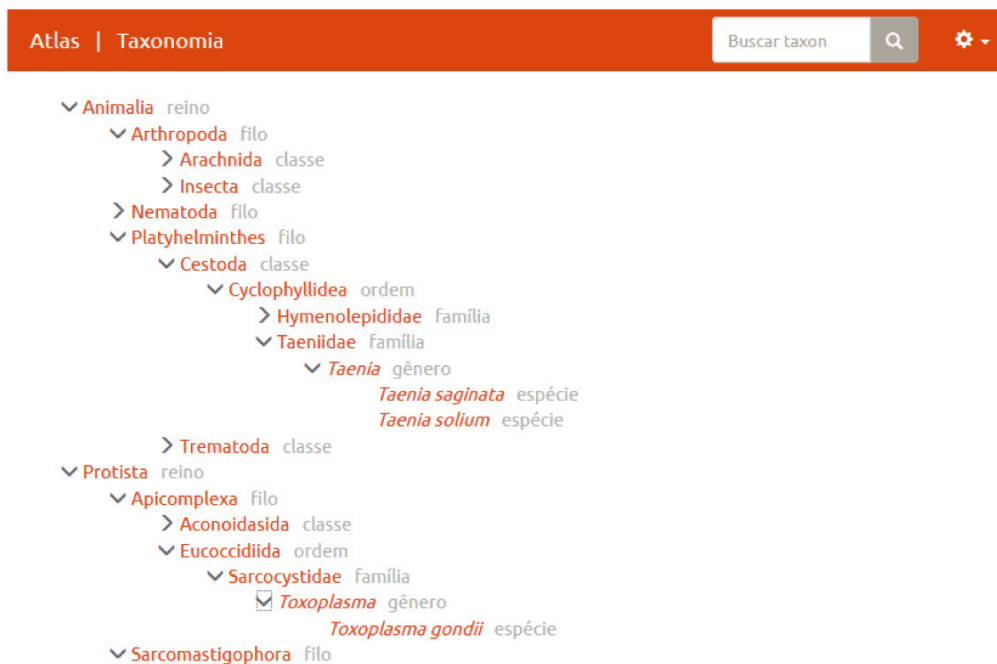 Atlas | Taxonomia Buscar taxon
Animalia reino
Arthropoda filo
Arachnida classe
Insecta classe
Nematoda filo
Platyhelminthes filo
Cestoda classe
Cyclophyllidea ordem
Hymenolepididae família
Taeniidae família
Taenia gênero
Taenia saginata espécie
Taenia solium espécie
Trematoda classe
Protista reino
Apicomplexa filo
Aconoidasida classe
Eucoccidiida ordem
Sarcocystidae família
Toxoplasma gênero
Toxoplasma gondii espécie
Sarcomastigophora filo